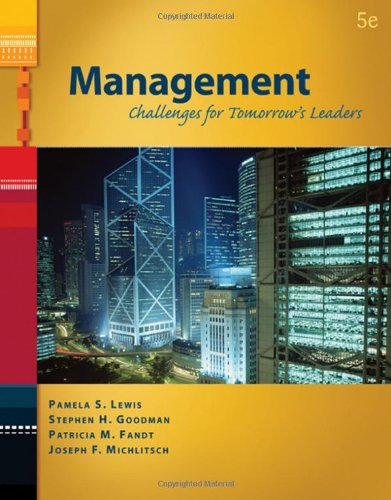 Copyrighted Material
5e
Management
Challenges for Tomorrow's Leaders
PAMELA S. LEWIS
STEPHEN H. GOODMAN
PATRICIA M. FANDT
JOSEPH F. MICHLITSCH
Copyrighted Material